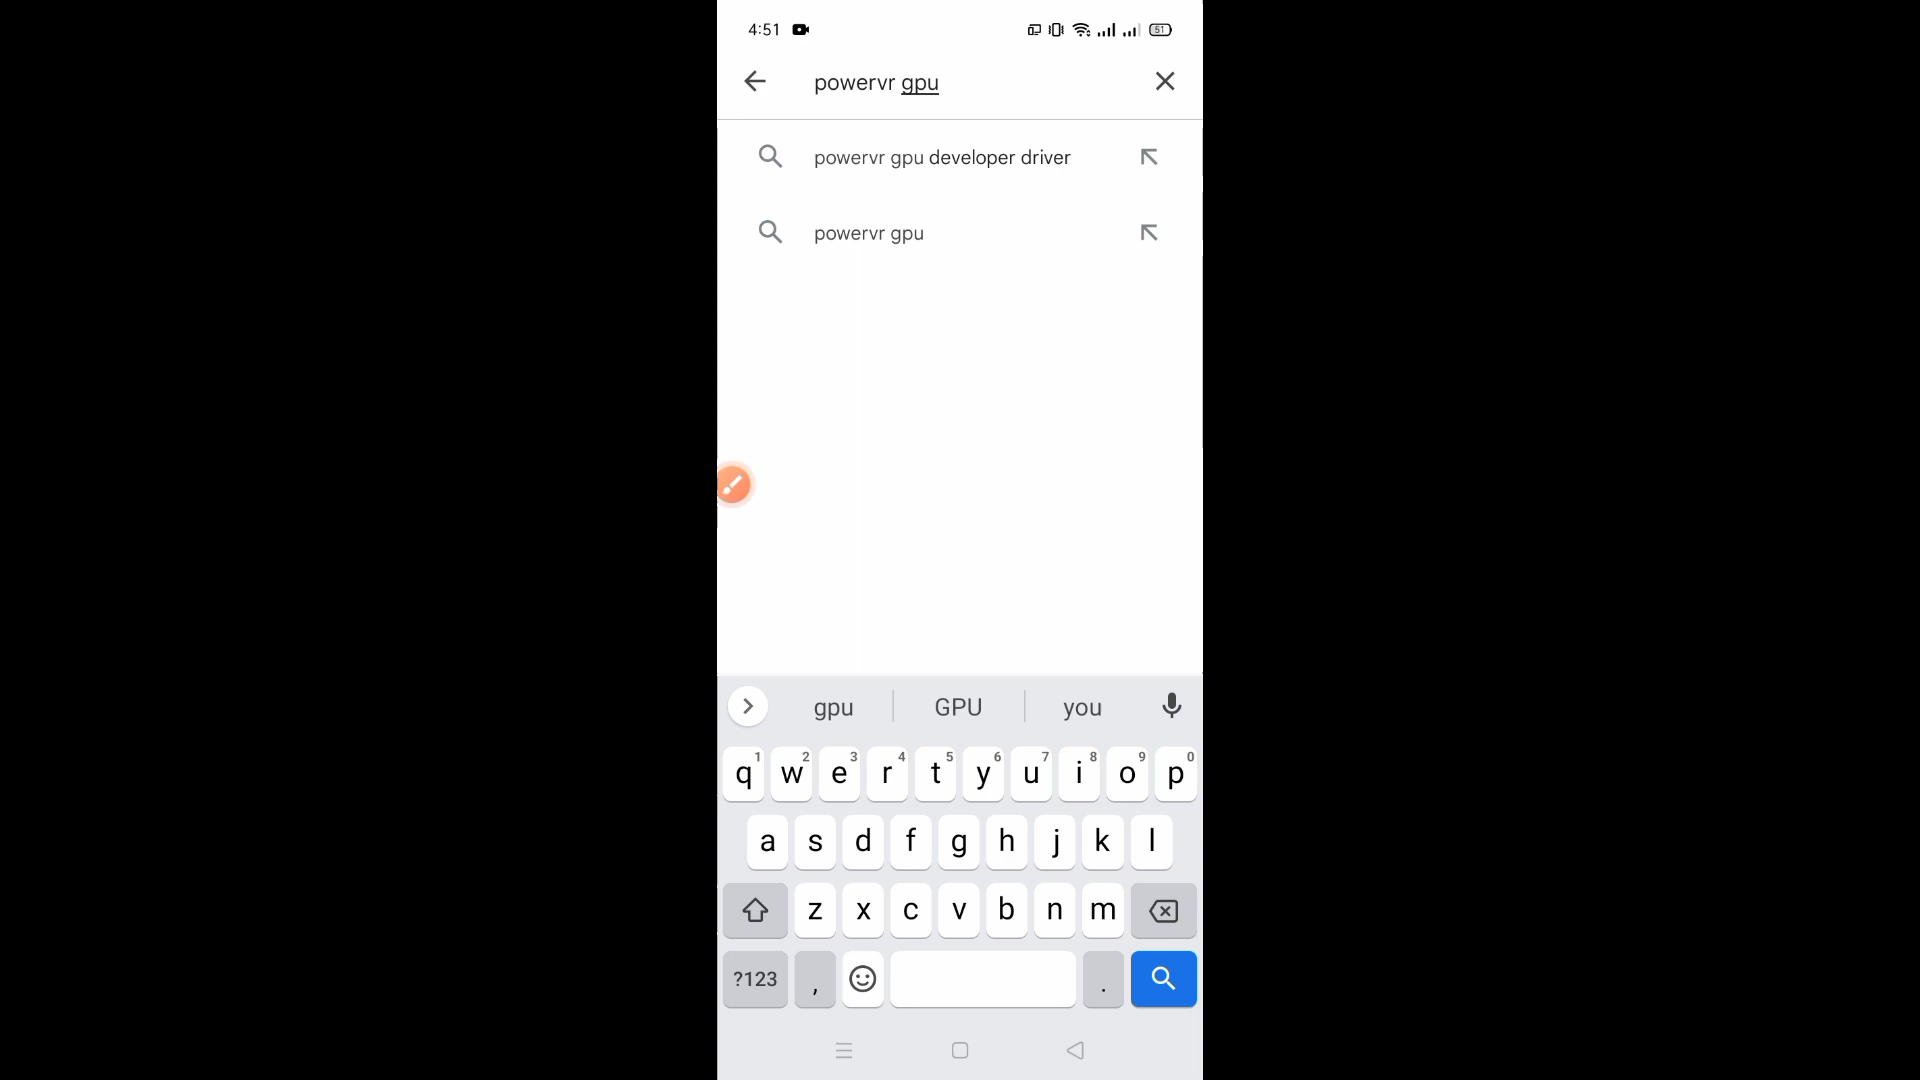 4:51 51
powervr gpu
powervr gpu developer driver
powervr gpu
gpu GPU you
q1 w2 e3 r4 t5 y6 u7 i8 o9 p0
a s d f g h j k l
z x c v b n m
?123 , .